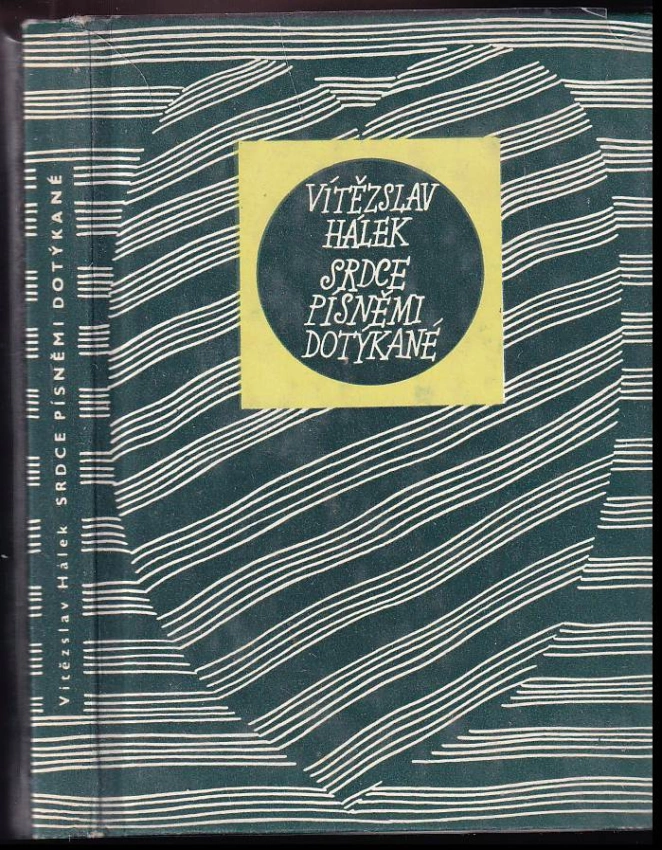 VÍTĚZSLAV
HÁLEK
SRDCE
PÍSNĚMI
DOTÝKANÉ
Vítězslav Hálek SRDCE PÍSNĚMI DOTÝKANÉ